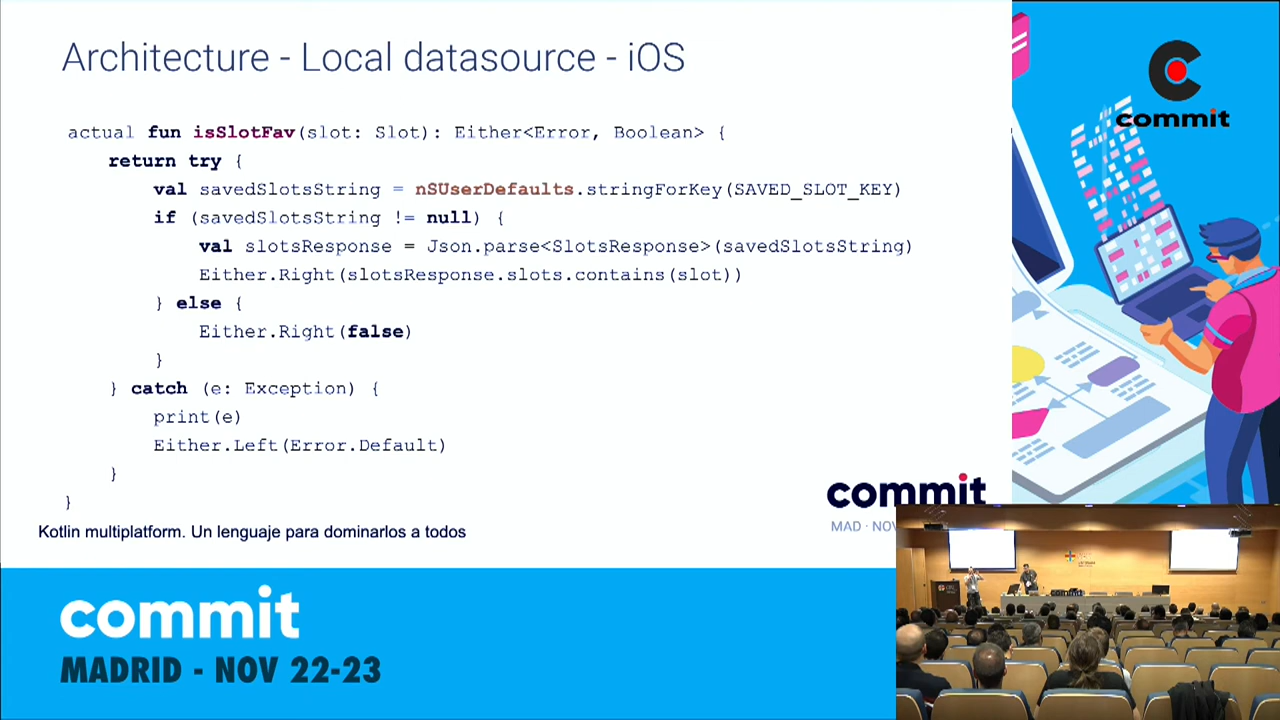 Architecture - Local datasource - iOS
actual fun isSlotFav(slot: Slot): Either<Error, Boolean> {
return try {
val savedSlotsString = nSUserDefaults.stringForKey(SAVED_SLOT_KEY)
if (savedSlotsString != null) {
val slotsResponse = Json.parse<SlotsResponse>(savedSlotsString)
Either.Right(slotsResponse.slots.contains(slot))
} else {
Either.Right(false)
}
} catch (e: Exception) {
print(e)
Either.Left(Error.Default)
}
}
commit
MAD · NOV
Kotlin multiplatform. Un lenguaje para dominarlos a todos
commit
commit
MADRID - NOV 22-23